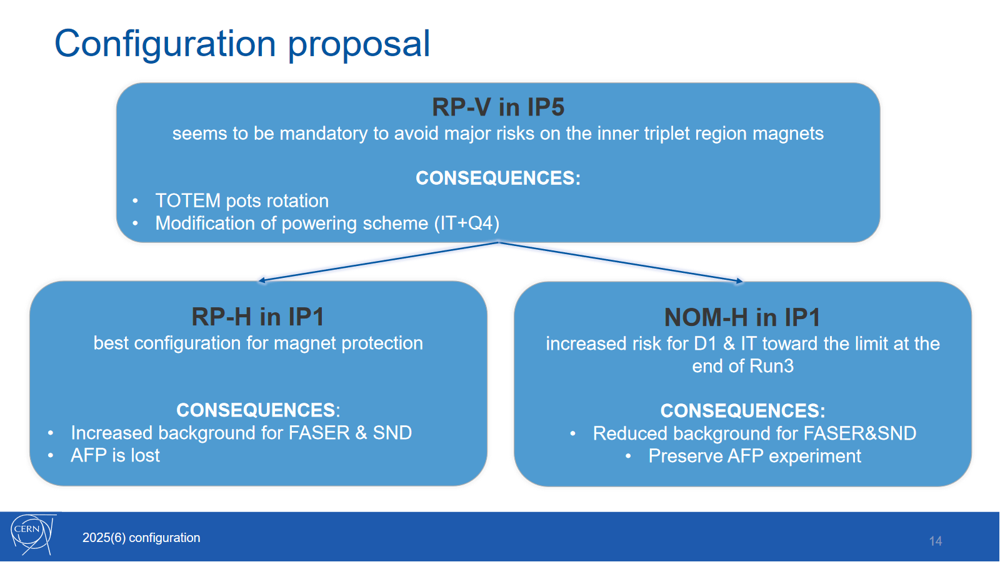 Configuration proposal
RP-V in IP5
seems to be mandatory to avoid major risks on the inner triplet region magnets
CONSEQUENCES:
• TOTEM pots rotation
• Modification of powering scheme (IT+Q4)
RP-H in IP1
best configuration for magnet protection
CONSEQUENCES:
• Increased background for FASER & SND
• AFP is lost
NOM-H in IP1
increased risk for D1 & IT toward the limit at the
end of Run3
CONSEQUENCES:
• Reduced background for FASER&SND
• Preserve AFP experiment
CERN
2025(6) configuration
14